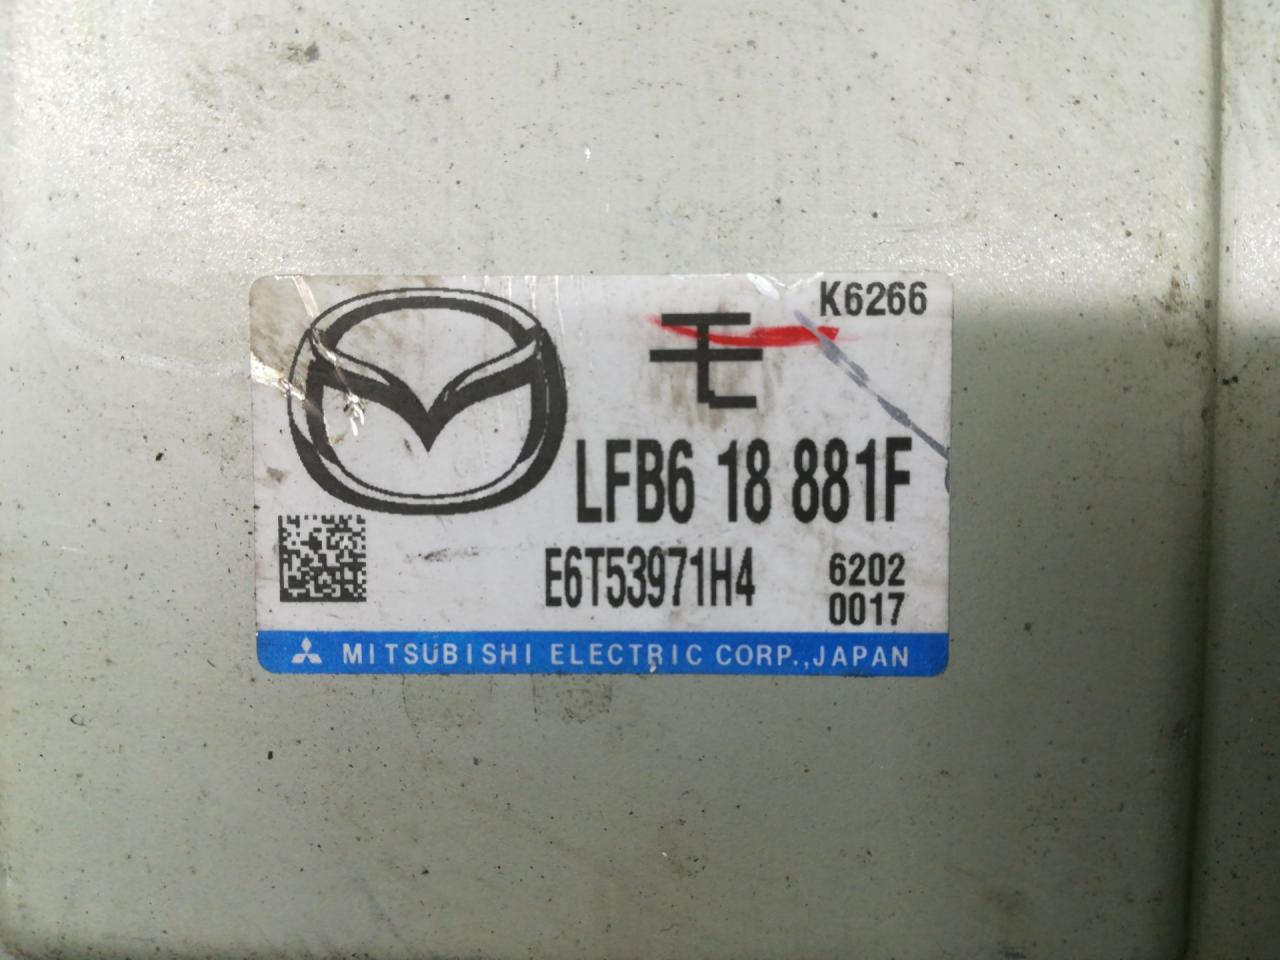 K6266
モ
LFB6 18 881F
E6T53971H4 6202
0017
MITSUBISHI ELECTRIC CORP.,JAPAN